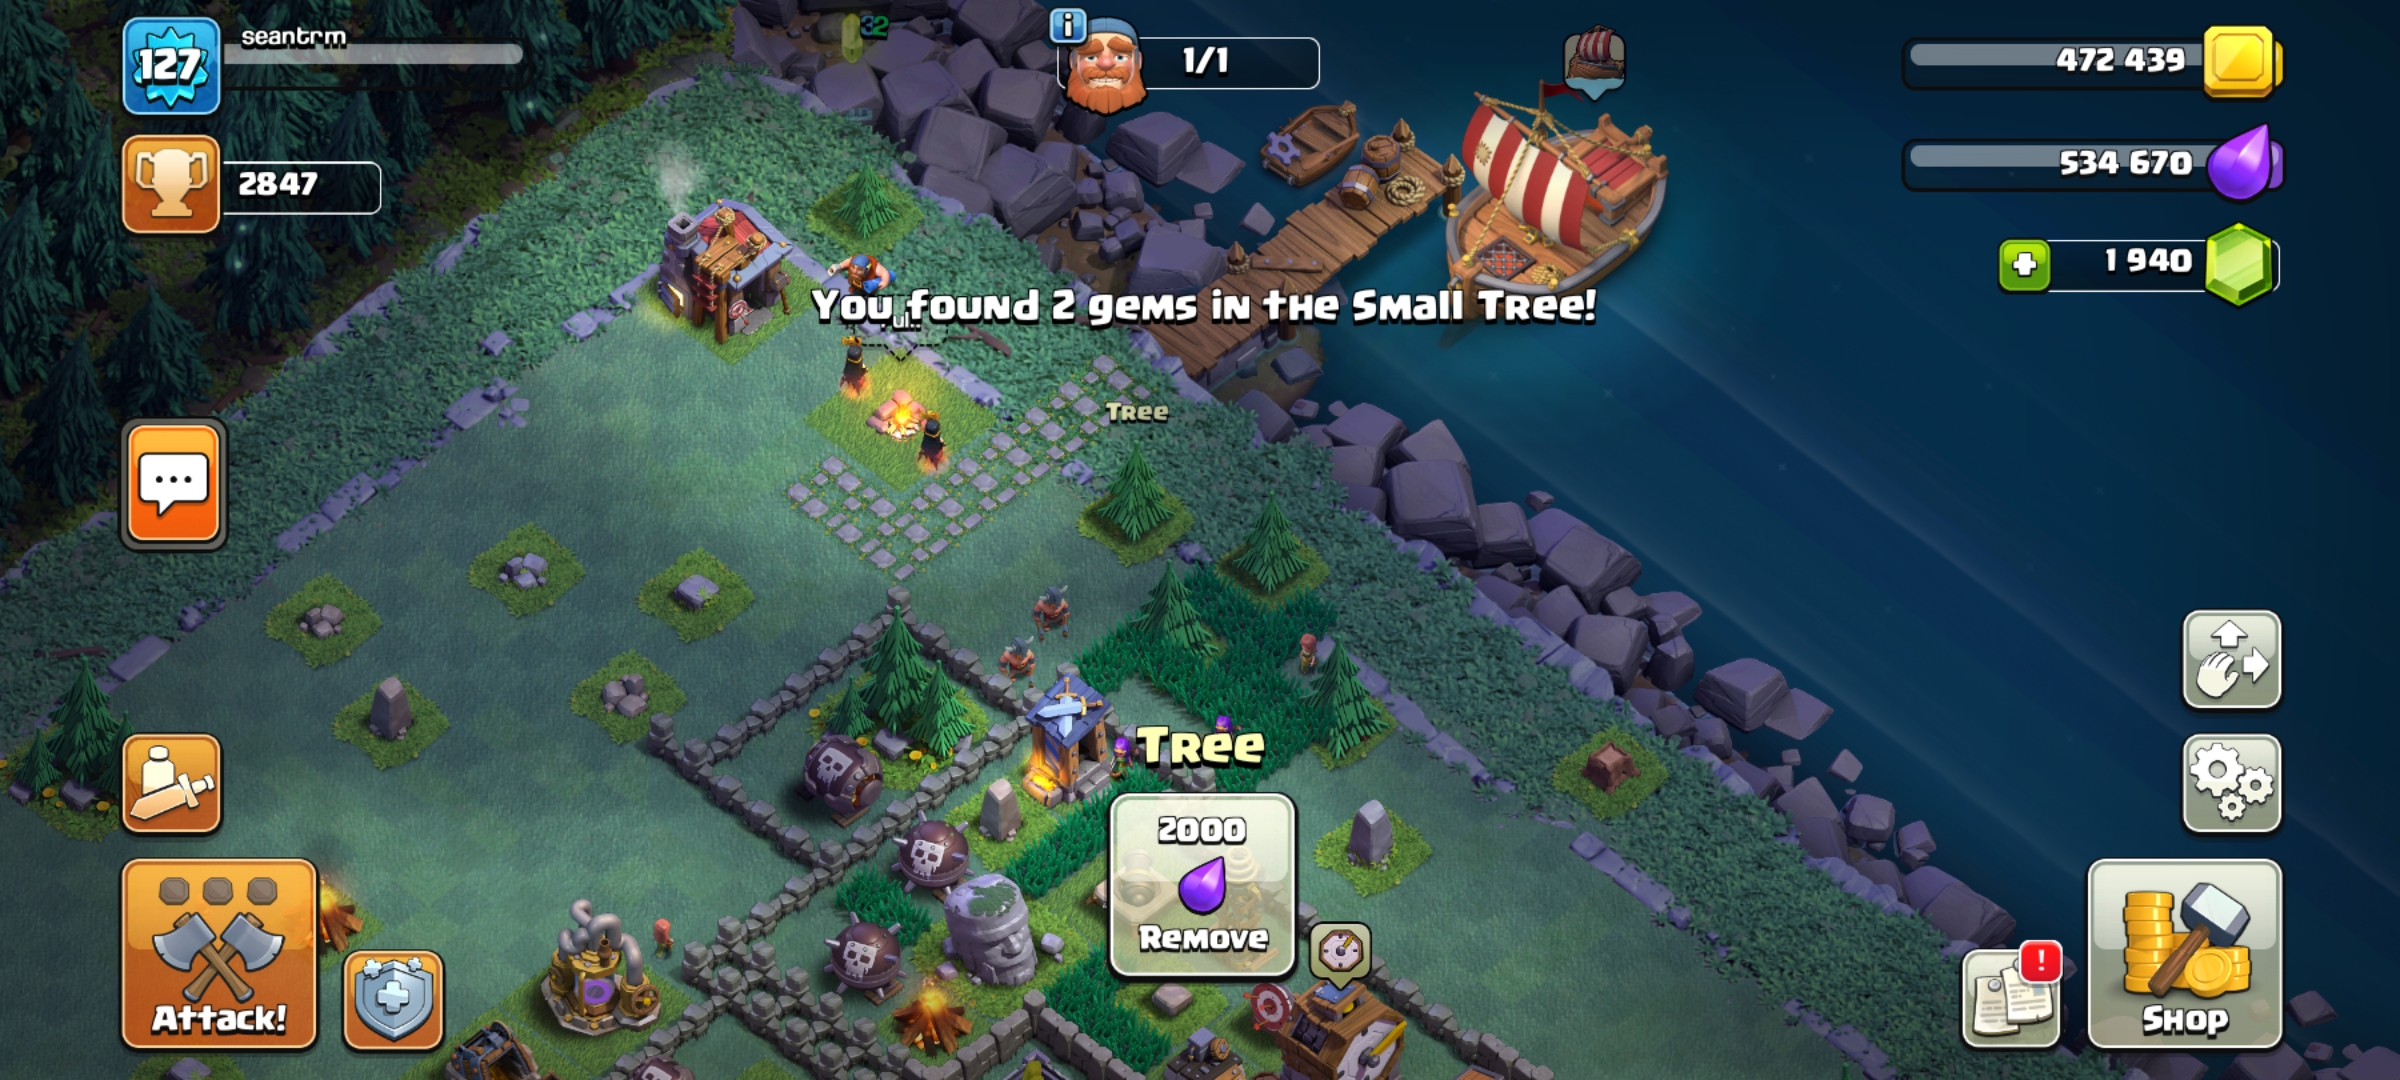 127
seantrm
32
i
1/1
472 439
2847
534 670
1 940
You found 2 gems in the Small Tree!
Tree
Tree
2000
Remove
Attack!
!
Shop